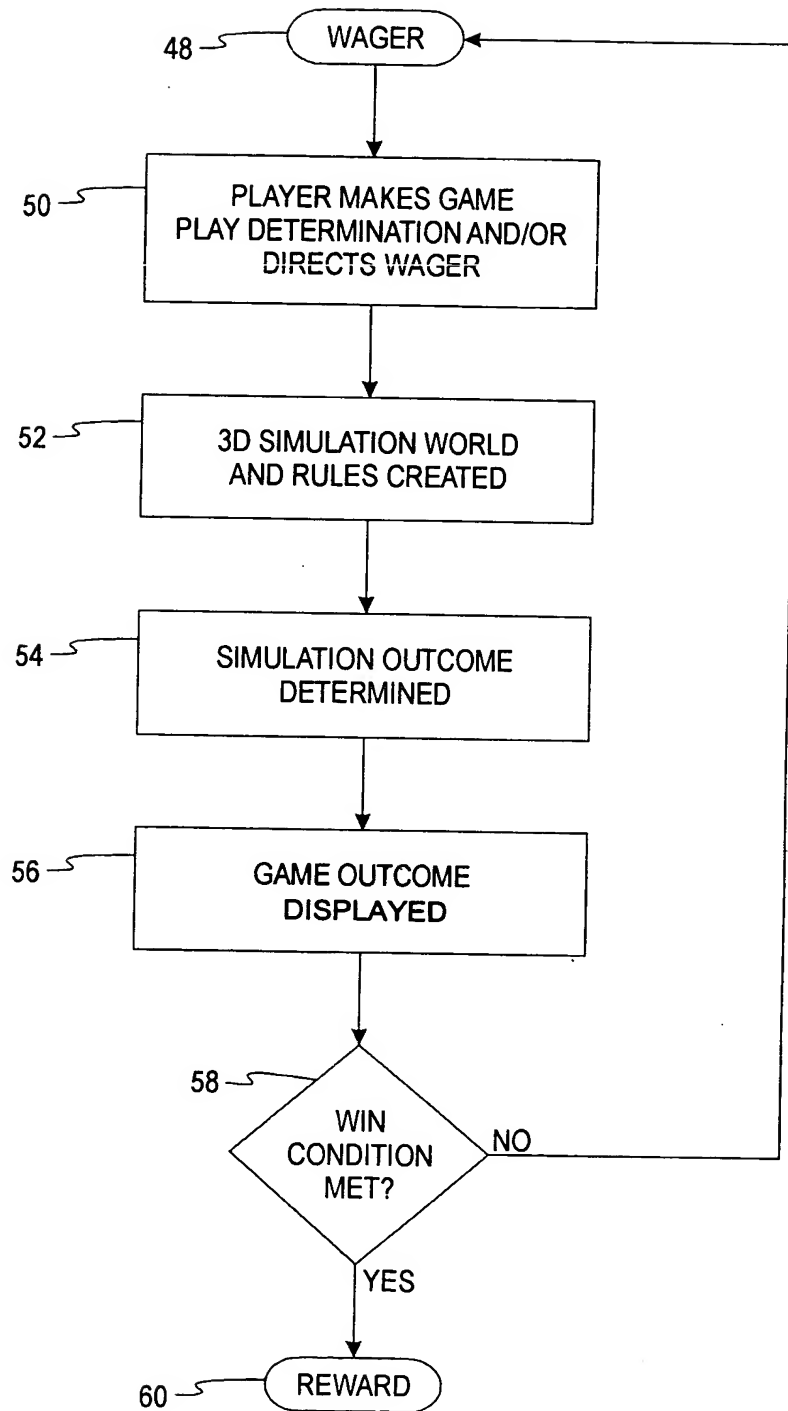 48
WAGER
50
PLAYER MAKES GAME
PLAY DETERMINATION AND/OR
DIRECTS WAGER
52
3D SIMULATION WORLD
AND RULES CREATED
54
SIMULATION OUTCOME
DETERMINED
56
GAME OUTCOME
DISPLAYED
58
WIN
CONDITION
MET?
NO
YES
60
REWARD